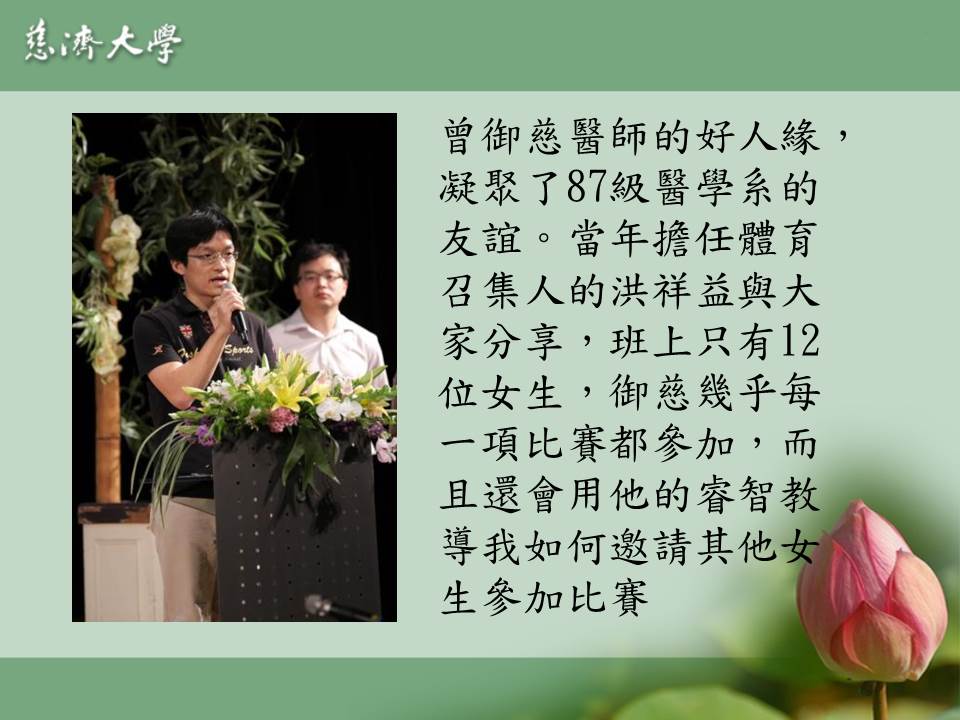 慈濟大學
曾御慈醫師的好人緣，
凝聚了87級醫學系的
友誼。當年擔任體育
召集人的洪祥益與大
家分享，班上只有12
位女生，御慈幾乎每
一項比賽都參加，而
且還會用他的睿智教
導我如何邀請其他女
生參加比賽